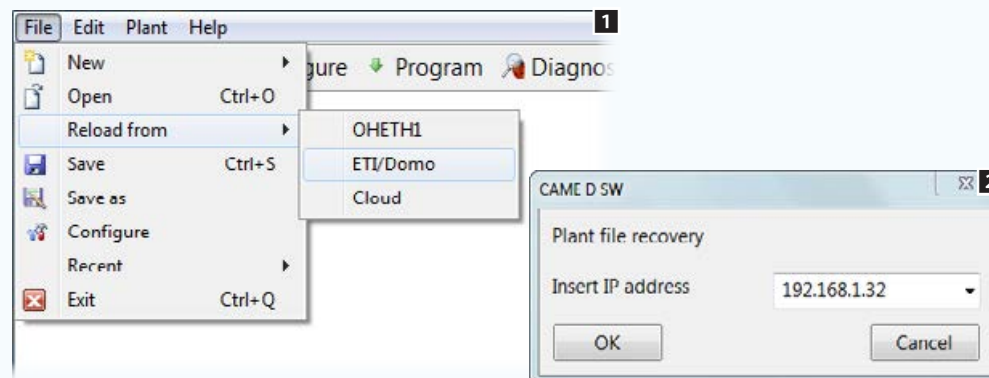 File Edit Plant Help
1
New
gure Program Diagnos
Open Ctrl+O
Reload from
OHETH1
Save Ctrl+S
ETI/Domo
Save as
Cloud
Configure
Recent
Exit Ctrl+Q
CAME D SW
2
Plant file recovery
Insert IP address 192.168.1.32
OK Cancel